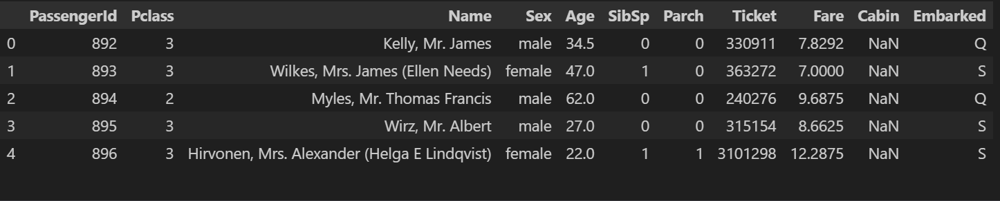 PassengerId Pclass Name Sex Age SibSp Parch Ticket Fare Cabin Embarked
0 892 3 Kelly, Mr. James male 34.5 0 0 330911 7.8292 NaN Q
1 893 3 Wilkes, Mrs. James (Ellen Needs) female 47.0 1 0 363272 7.0000 NaN S
2 894 2 Myles, Mr. Thomas Francis male 62.0 0 0 240276 9.6875 NaN Q
3 895 3 Wirz, Mr. Albert male 27.0 0 0 315154 8.6625 NaN S
4 896 3 Hirvonen, Mrs. Alexander (Helga E Lindqvist) female 22.0 1 1 3101298 12.2875 NaN S